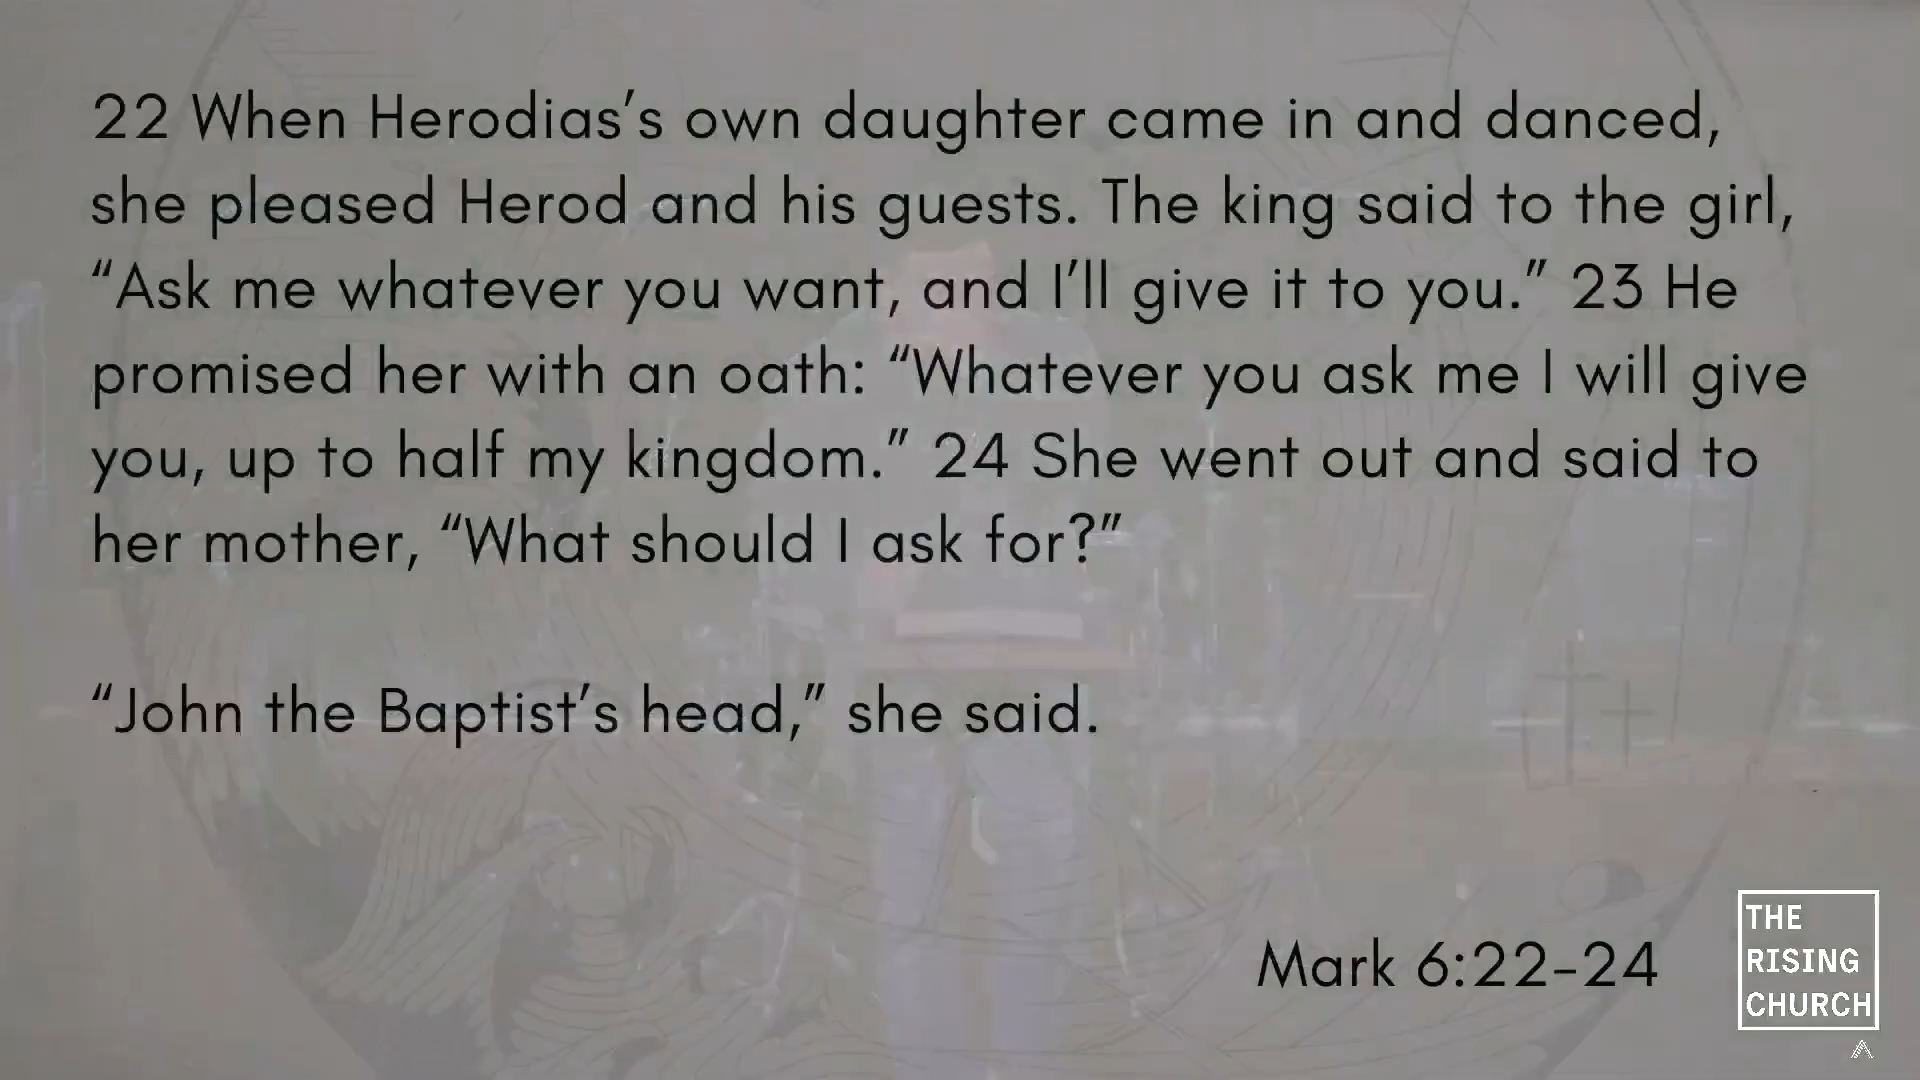 22 When Herodias’s own daughter came in and danced,
she pleased Herod and his guests. The king said to the girl,
“Ask me whatever you want, and I’ll give it to you.” 23 He
promised her with an oath: “Whatever you ask me I will give
you, up to half my kingdom.” 24 She went out and said to
her mother, “What should I ask for?”
“John the Baptist’s head,” she said.
Mark 6:22-24
THE
RISING
CHURCH